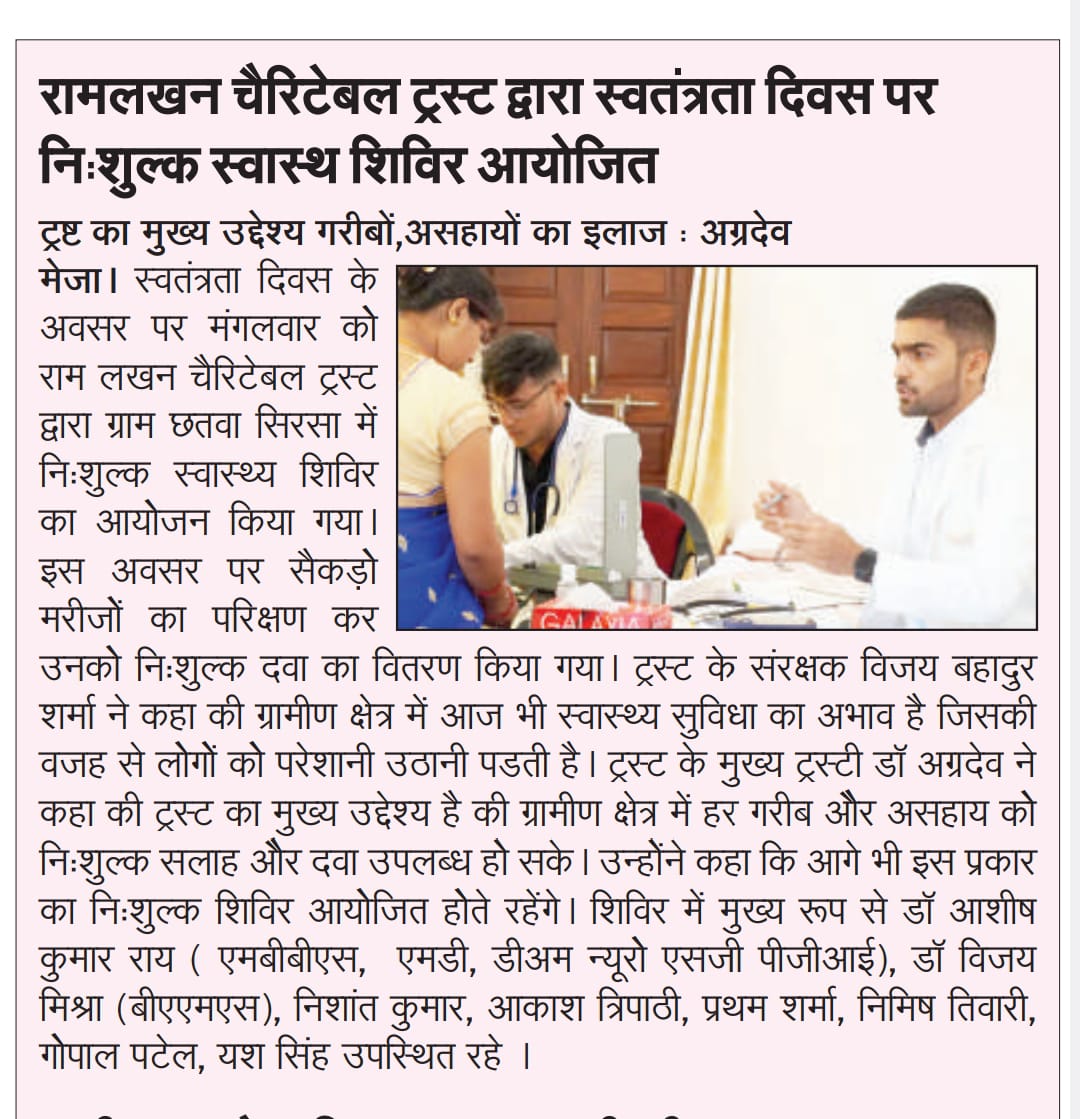 रामलखन चैरिटेबल ट्रस्ट द्वारा स्वतंत्रता दिवस पर
निःशुल्क स्वास्थ शिविर आयोजित
ट्रष्ट का मुख्य उद्देश्य गरीबों,असहायों का इलाज : अग्रदेव
मेजा। स्वतंत्रता दिवस के
अवसर पर मंगलवार को
राम लखन चैरिटेबल ट्रस्ट
द्वारा ग्राम छतवा सिरसा में
निःशुल्क स्वास्थ्य शिविर
का आयोजन किया गया।
इस अवसर पर सैकड़ो
मरीजों का परिक्षण कर
उनको निःशुल्क दवा का वितरण किया गया। ट्रस्ट के संरक्षक विजय बहादुर
शर्मा ने कहा की ग्रामीण क्षेत्र में आज भी स्वास्थ्य सुविधा का अभाव है जिसकी
वजह से लोगों को परेशानी उठानी पडती है। ट्रस्ट के मुख्य ट्रस्टी डॉ अग्रदेव ने
कहा की ट्रस्ट का मुख्य उद्देश्य है की ग्रामीण क्षेत्र में हर गरीब और असहाय को
निःशुल्क सलाह और दवा उपलब्ध हो सके। उन्होंने कहा कि आगे भी इस प्रकार
का निःशुल्क शिविर आयोजित होते रहेंगे। शिविर में मुख्य रूप से डॉ आशीष
कुमार राय ( एमबीबीएस, एमडी, डीअम न्यूरो एसजी पीजीआई), डॉ विजय
मिश्रा (बीएएमएस), निशांत कुमार, आकाश त्रिपाठी, प्रथम शर्मा, निमिष तिवारी,
गोपाल पटेल, यश सिंह उपस्थित रहे ।